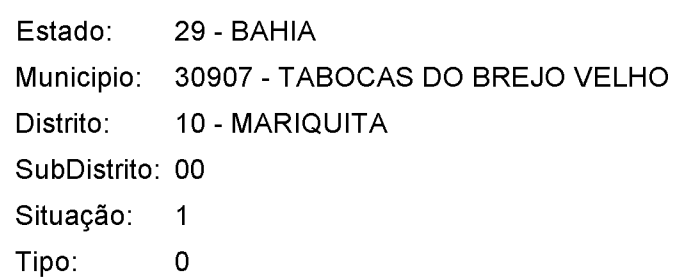 Estado: 29 - BAHIA
Municipio: 30907 - TABOCAS DO BREJO VELHO
Distrito: 10 - MARIQUITA
SubDistrito: 00
Situação: 1
Tipo: 0